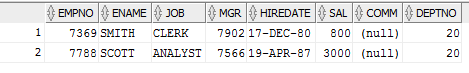 EMPNO ENAME JOB MGR HIREDATE SAL COMM DEPTNO
1 7369 SMITH CLERK 7902 17-DEC-80 800 (null) 20
2 7788 SCOTT ANALYST 7566 19-APR-87 3000 (null) 20